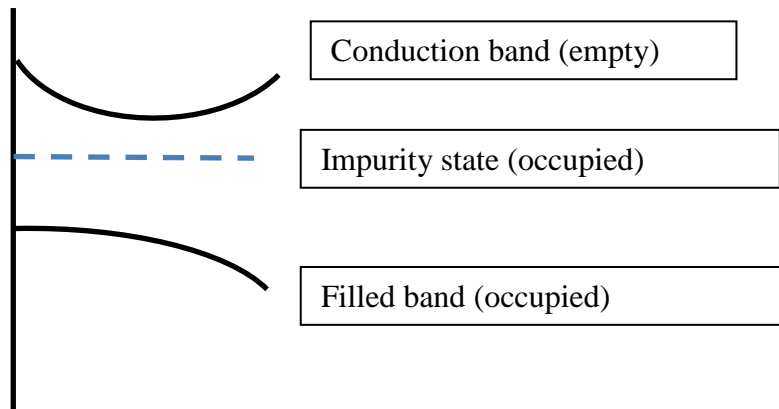 Conduction band (empty)
Impurity state (occupied)
Filled band (occupied)